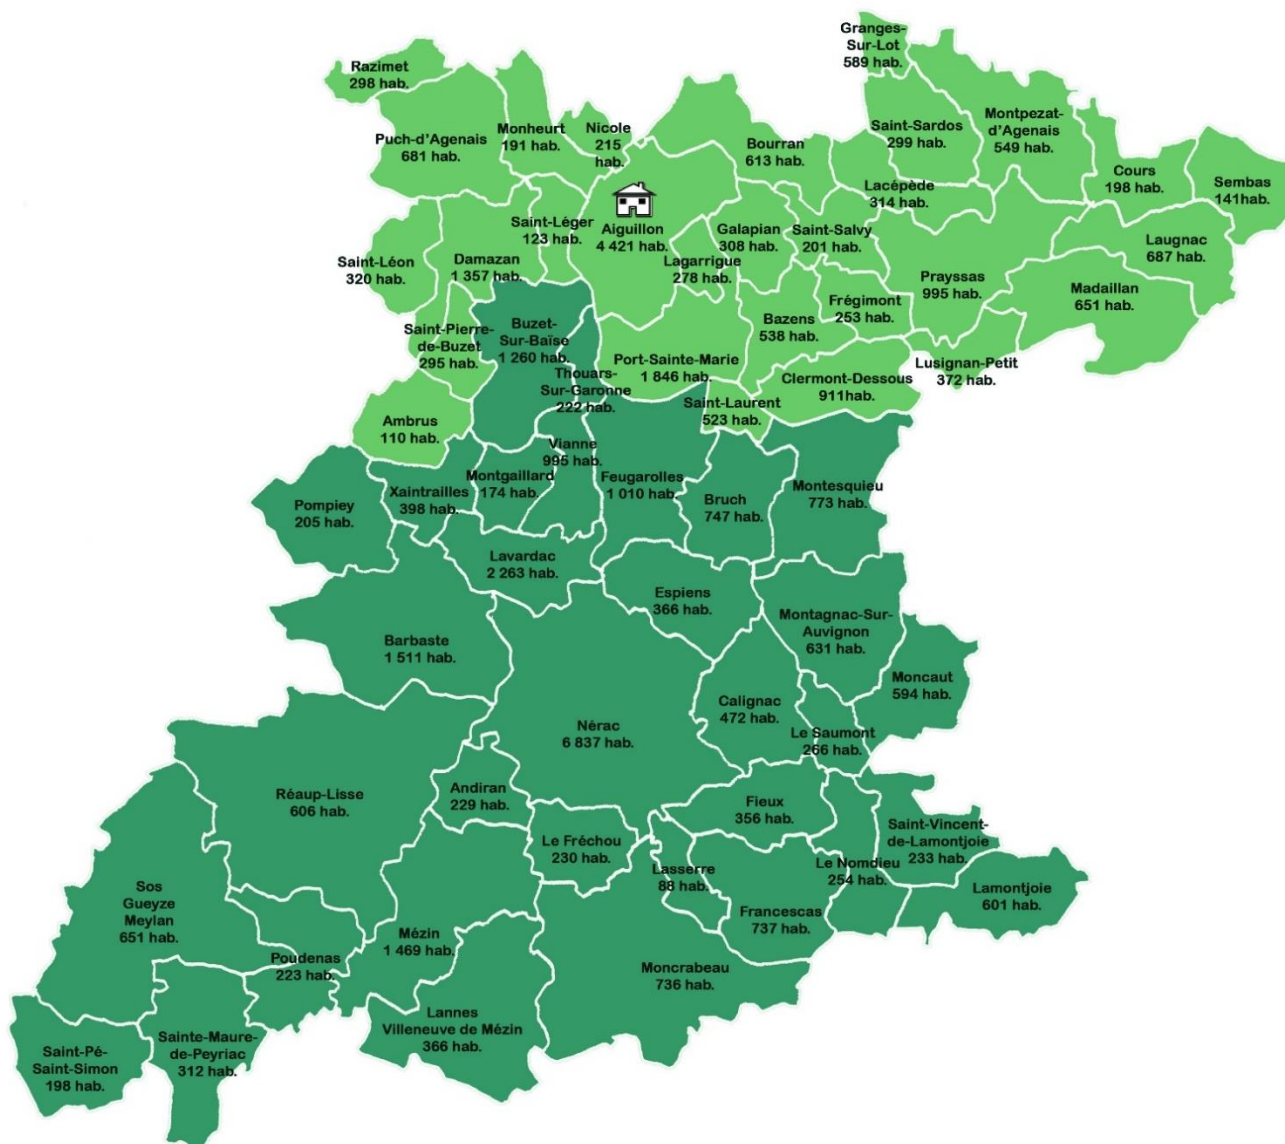 Granges-
Sur-Lot
589 hab.
Razimet
298 hab.
Puch-d'Agenais
681 hab.
Monheurt
191 hab.
Nicole
215
hab.
Bourran
613 hab.
Saint-Sardos
299 hab.
Montpezat-
d'Agenais
549 hab.
Cours
198 hab.
Sembas
141hab.
Lacépède
314 hab.
Saint-Léger
123 hab.
Aiguillon
4 421 hab.
Galapian
308 hab.
Saint-Salvy
201 hab.
Laugnac
687 hab.
Saint-Léon
320 hab.
Damazan
1 357 hab.
Lagarrigue
278 hab.
Prayssas
995 hab.
Madaillan
651 hab.
Frégimont
253 hab.
Bazens
538 hab.
Saint-Pierre-
de-Buzet
295 hab.
Buzet-
Sur-Baïse
1 260 hab.
Port-Sainte-Marie
1 846 hab.
Lusignan-Petit
372 hab.
Clermont-Dessous
911hab.
Thouars-
Sur-Garonne
222 hab.
Saint-Laurent
523 hab.
Ambrus
110 hab.
Vianne
995 hab.
Montgaillard
174 hab.
Feugarolles
1 010 hab.
Xaintrailles
398 hab.
Bruch
747 hab.
Montesquieu
773 hab.
Pompiey
205 hab.
Lavardac
2 263 hab.
Espiens
366 hab.
Montagnac-Sur-
Auvignon
631 hab.
Barbaste
1 511 hab.
Moncaut
594 hab.
Calignac
472 hab.
Nérac
6 837 hab.
Le Saumont
266 hab.
Andiran
229 hab.
Réaup-Lisse
606 hab.
Fieux
356 hab.
Saint-Vincent-
de-Lamontjoie
233 hab.
Le Fréchou
230 hab.
Lasserre
88 hab.
Le Nomdieu
254 hab.
Lamontjoie
601 hab.
Sos
Gueyze
Meylan
651 hab.
Francescas
737 hab.
Mézin
1 469 hab.
Poudenas
223 hab.
Moncrabeau
736 hab.
Lannes
Villeneuve de Mézin
366 hab.
Sainte-Maure-
de-Peyriac
312 hab.
Saint-Pé-
Saint-Simon
198 hab.